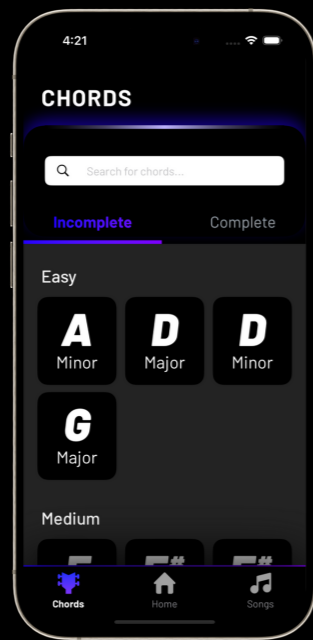 4:21
CHORDS
Search for chords...
Incomplete Complete
Easy
A D D
Minor Major Minor
G
Major
Medium
Chords Home Songs